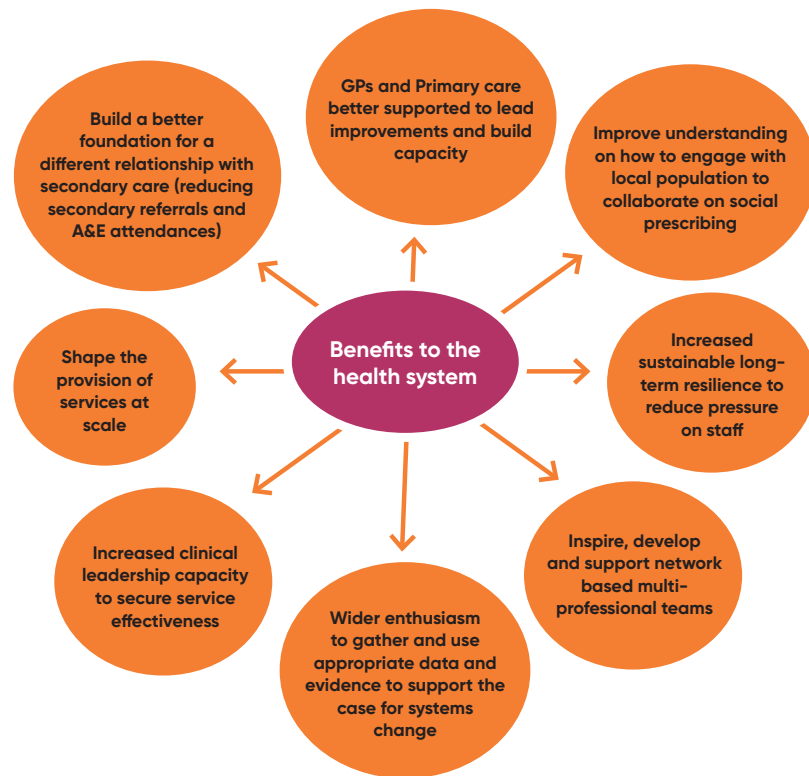 GPs and Primary care
better supported to lead
improvements and build
capacity
Improve understanding
on how to engage with
local population to
collaborate on social
prescribing
Increased
sustainable long-
term resilience to
reduce pressure
on staff
Inspire, develop
and support network
based multi-
professional teams
Wider enthusiasm
to gather and use
appropriate data and
evidence to support the
case for systems
change
Increased clinical
leadership capacity
to secure service
effectiveness
Shape the
provision of
services at
scale
Build a better
foundation for a
different relationship with
secondary care (reducing
secondary referrals and
A&E attendances)
Benefits to the
health system